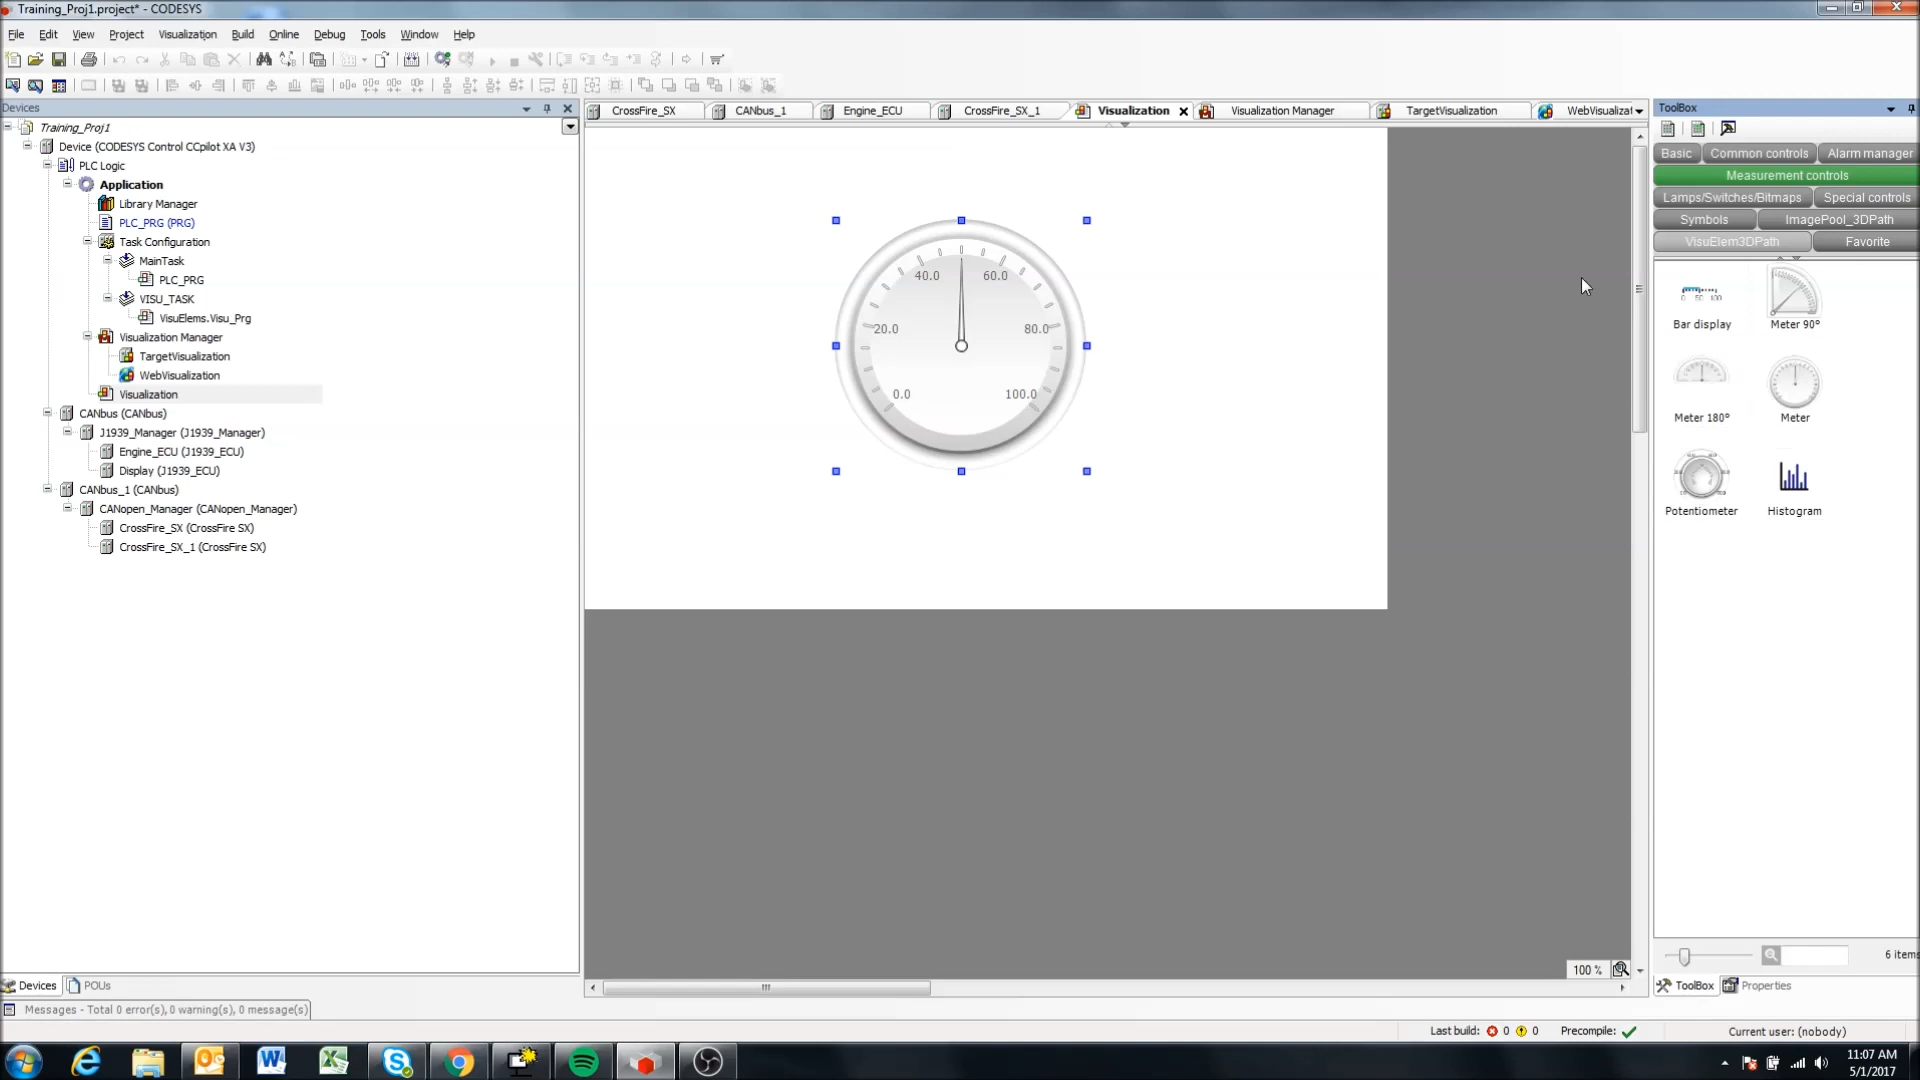 Training_Proj1.project* - CODESYS
File Edit View Project Visualization Build Online Debug Tools Window Help
Devices
Training_Proj1
Device (CODESYS Control CCpilot XA V3)
PLC Logic
Application
Library Manager
PLC_PRG (PRG)
Task Configuration
MainTask
PLC_PRG
VISU_TASK
VisuElems.Visu_Prg
Visualization Manager
TargetVisualization
WebVisualization
Visualization
CANbus (CANbus)
J1939_Manager (J1939_Manager)
Engine_ECU (J1939_ECU)
Display (J1939_ECU)
CANbus_1 (CANbus)
CANopen_Manager (CANopen_Manager)
CrossFire_SX (CrossFire SX)
CrossFire_SX_1 (CrossFire SX)
Devices POUs
CrossFire_SX CANbus_1 Engine_ECU CrossFire_SX_1 Visualization Visualization Manager TargetVisualization WebVisualizat
40.0 60.0
20.0 80.0
0.0 100.0
100 %
ToolBox
Basic Common controls Alarm manager
Measurement controls
Lamps/Switches/Bitmaps Special controls
Symbols ImagePool_3DPath
VisuElem3DPath Favorite
0 50 100
Bar display Meter 90°
Meter 180° Meter
Potentiometer Histogram
6 items
ToolBox Properties
Messages - Total 0 error(s), 0 warning(s), 0 message(s)
Last build: 0 0 Precompile: Current user: (nobody)
11:07 AM
5/1/2017